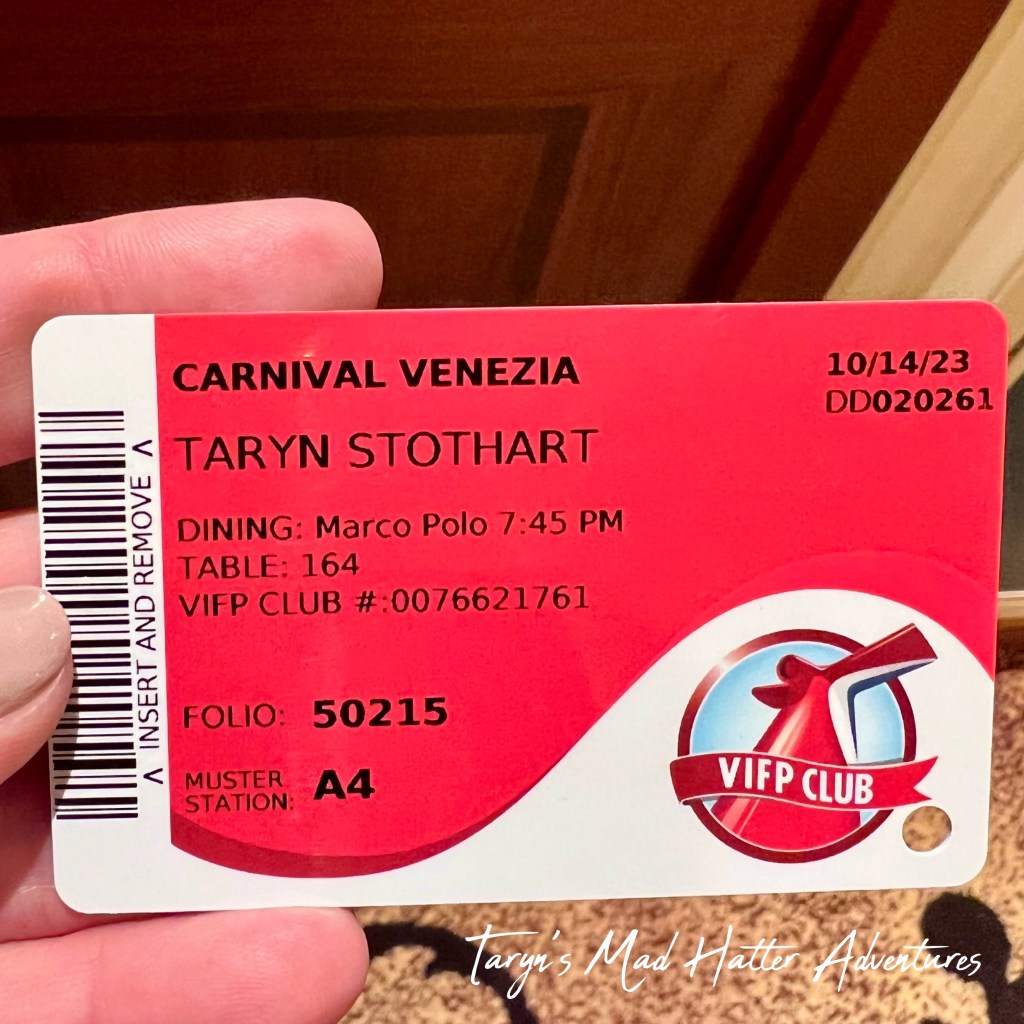 CARNIVAL VENEZIA
10/14/23
DD020261
TARYN STOTHART
DINING: Marco Polo 7:45 PM
TABLE: 164
VIFP CLUB #:0076621761
FOLIO: 50215
MUSTER
STATION: A4
< INSERT AND REMOVE <
VIFP CLUB
Taryn's Mad Hatter Adventures